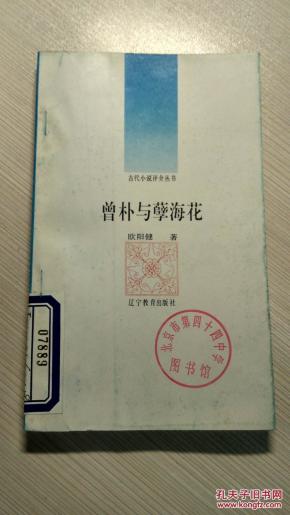 古代小说评介丛书
曾朴与孽海花
欧阳健 著
辽宁教育出版社
07889
北京市第四十四中学
图书馆
孔夫子旧书网